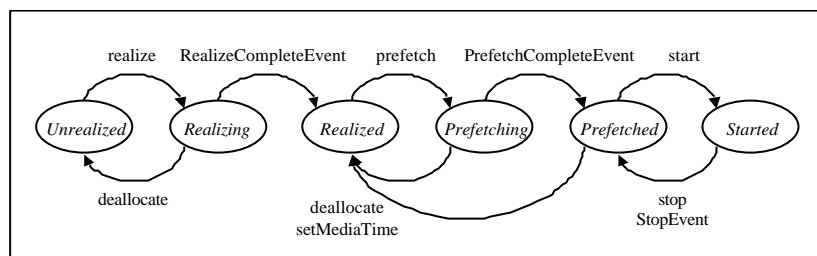 realize
RealizeCompleteEvent
prefetch
PrefetchCompleteEvent
start
Unrealized
Realizing
Realized
Prefetching
Prefetched
Started
deallocate
deallocate
setMediaTime
stop
StopEvent